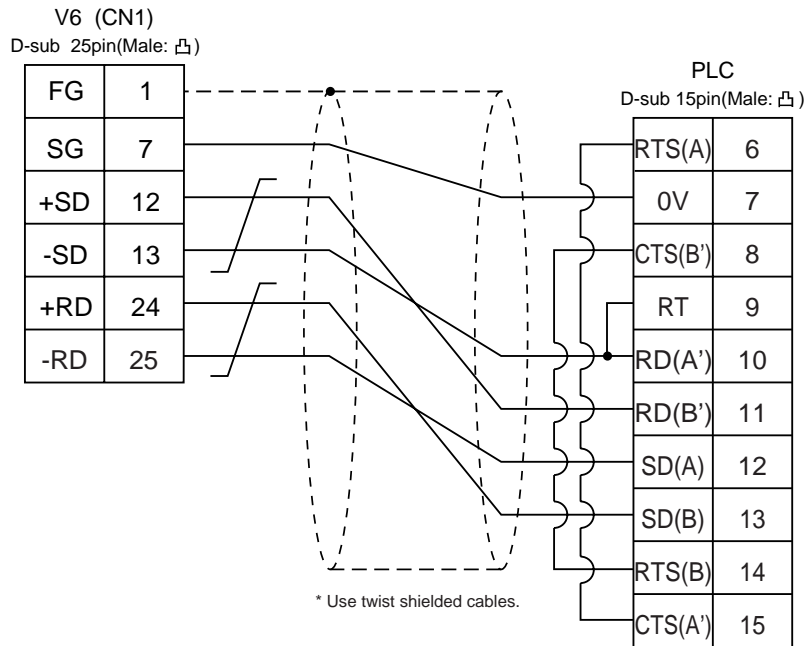 V6 (CN1)
D-sub 25pin(Male: 凸)
FG 1
SG 7
+SD 12
-SD 13
+RD 24
-RD 25
PLC
D-sub 15pin(Male: 凸)
RTS(A) 6
0V 7
CTS(B') 8
RT 9
RD(A') 10
RD(B') 11
SD(A) 12
SD(B) 13
RTS(B) 14
CTS(A') 15
* Use twist shielded cables.